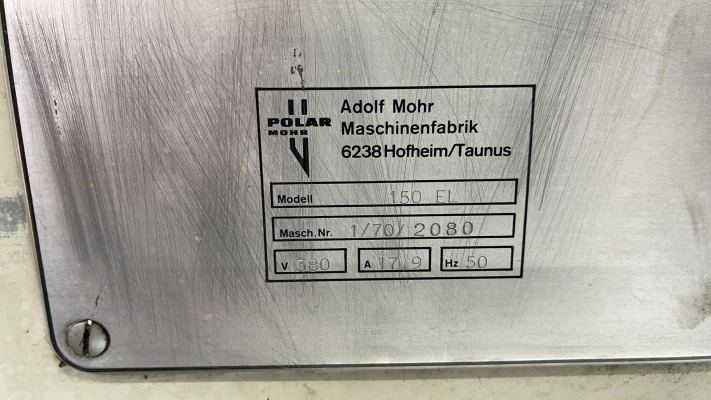 POLAR
MOHR
Adolf Mohr
Maschinenfabrik
6238 Hofheim/Taunus
Modell 150 EL
Masch.Nr. 1/70/2080
V 380 A 17.9 Hz 50